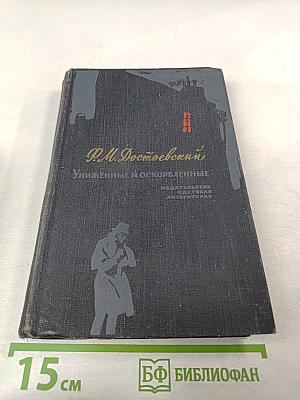 Ф. М. Достоевский
УНИЖЕННЫЕ И ОСКОРБЛЕННЫЕ
ИЗДАТЕЛЬСТВО
«ДЕТСКАЯ
ЛИТЕРАТУРА»
15 СМ
БФ БИБЛИОФАН